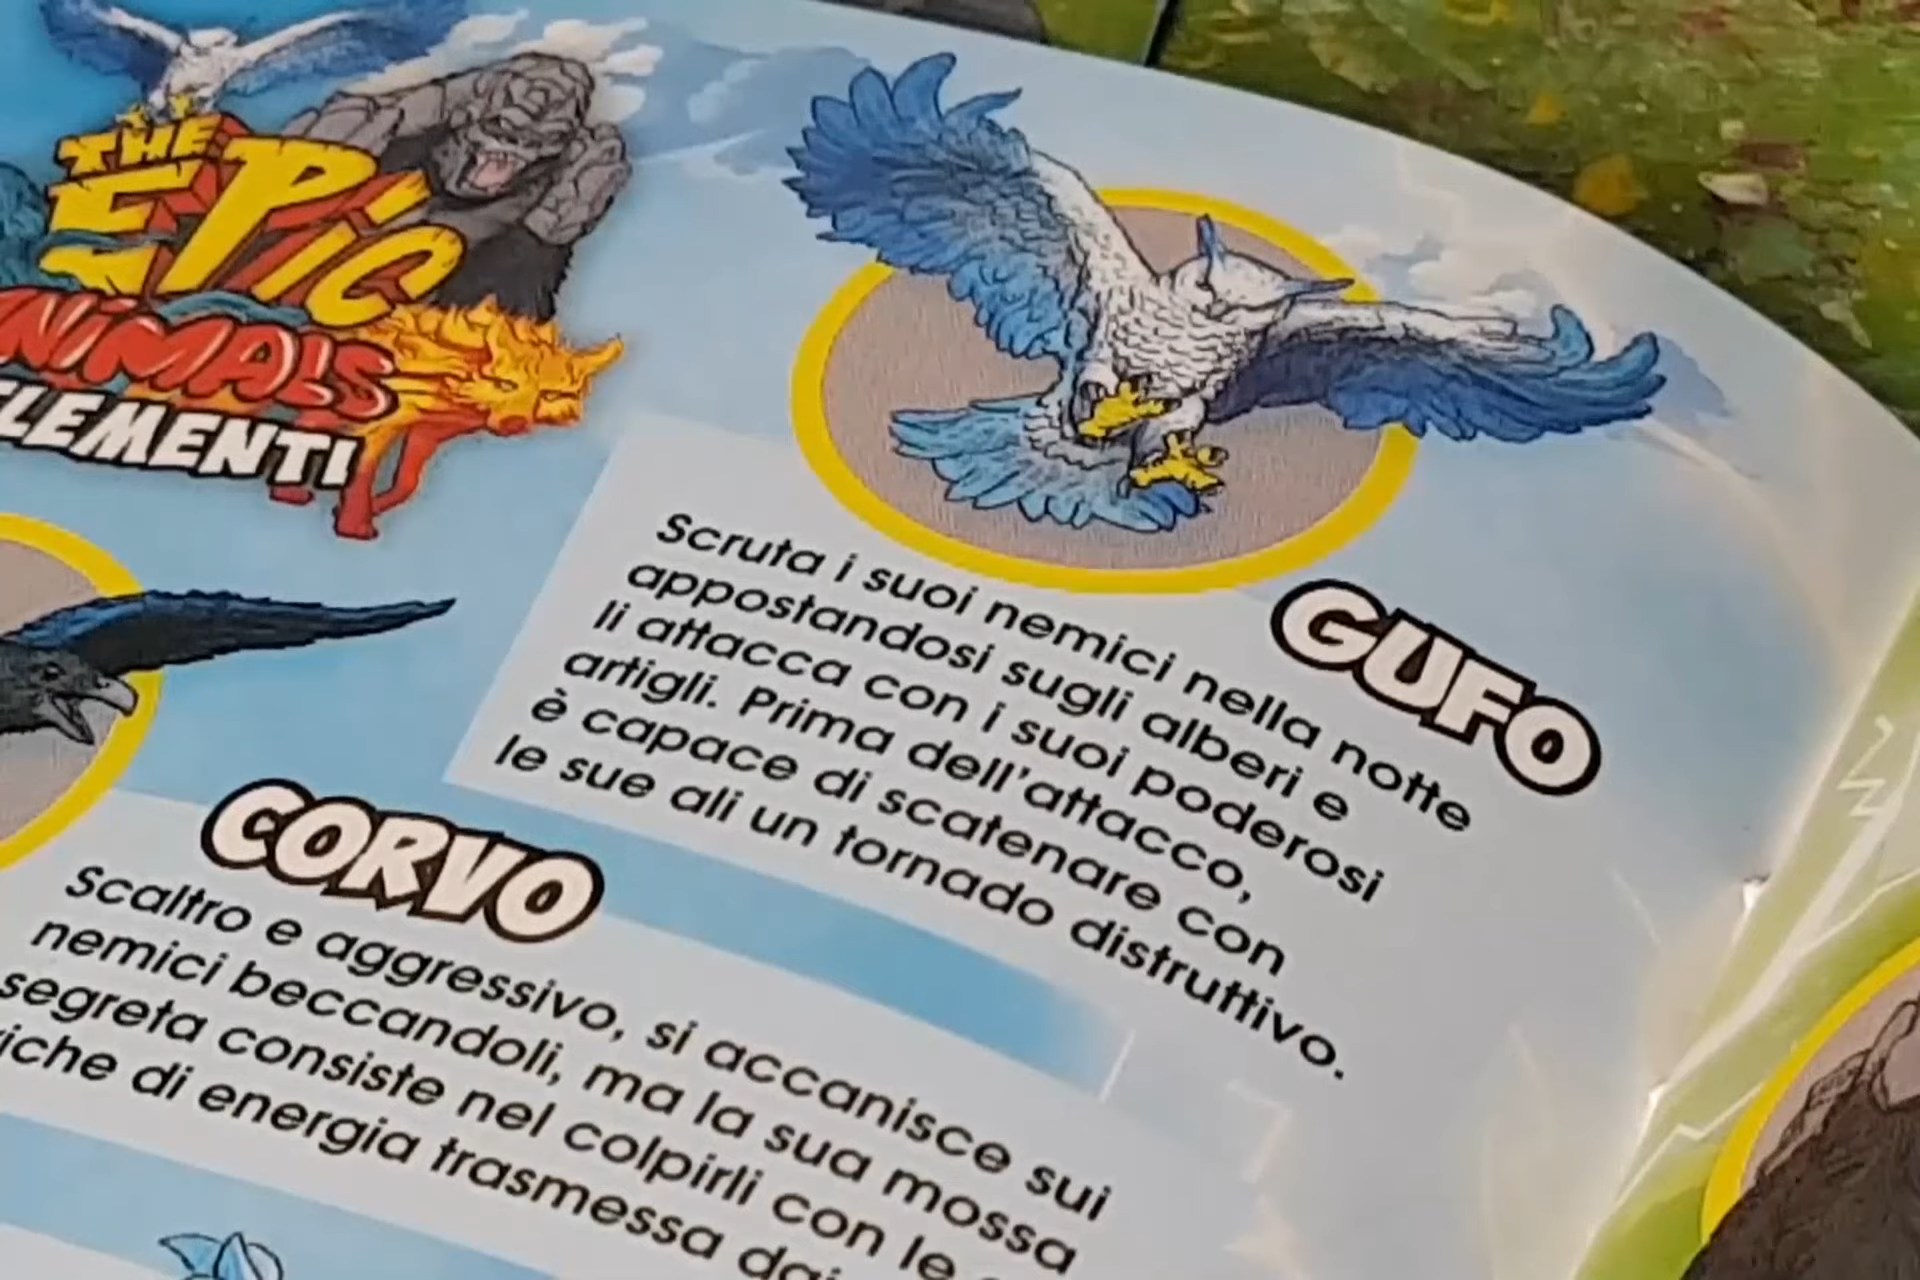 THE
EPIC
ANIMALS
ELEMENTI
GUFO
Scruta i suoi nemici nella notte
appostandosi sugli alberi e
li attacca con i suoi poderosi
artigli. Prima dell'attacco,
è capace di scatenare con
le sue ali un tornado distruttivo.
CORVO
Scaltro e aggressivo, si accanisce sui
nemici beccandoli, ma la sua mossa
segreta consiste nel colpirli con le
di energia trasmessa